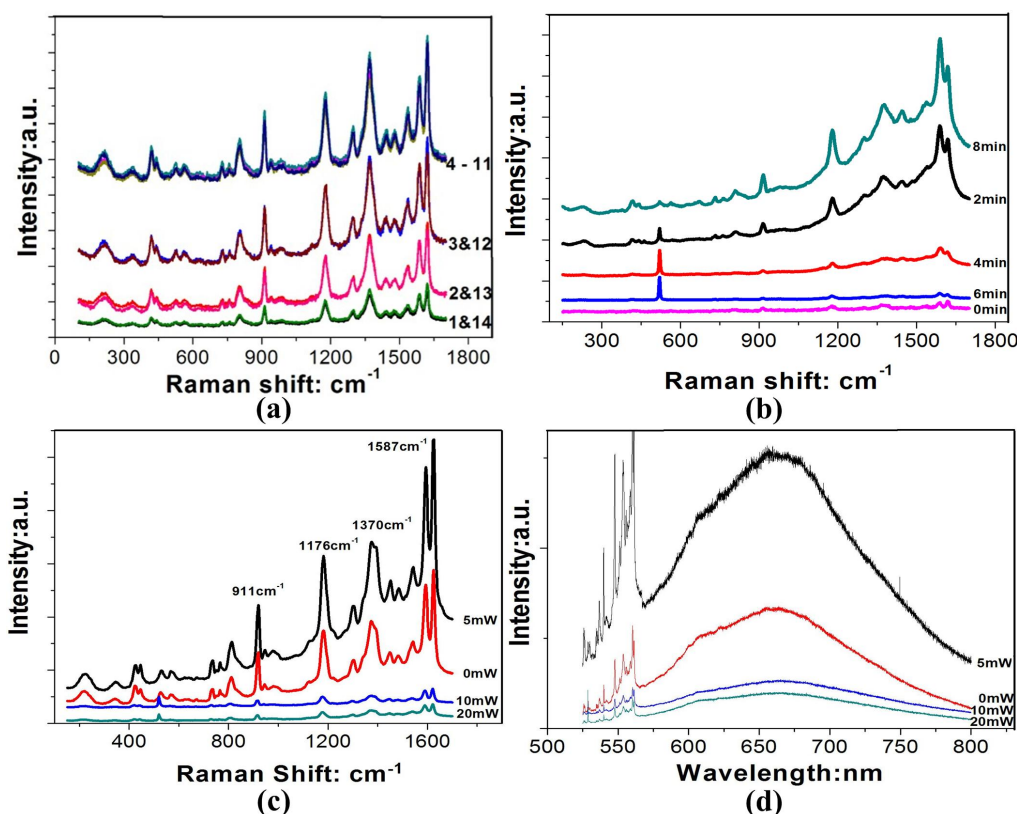 Intensity:a.u.
4 - 11
3&12
2&13
1&14
0 300 600 900 1200 1500 1800
Raman shift: cm⁻¹
(a)
Intensity:a.u.
8min
2min
4min
6min
0min
300 600 900 1200 1500 1800
Raman shift: cm⁻¹
(b)
Intensity:a.u.
1587cm⁻¹
1370cm⁻¹
1176cm⁻¹
911cm⁻¹
5mW
0mW
10mW
20mW
400 800 1200 1600
Raman Shift: cm⁻¹
(c)
Intensity:a.u.
5mW
0mW
10mW
20mW
500 550 600 650 700 750 800
Wavelength:nm
(d)